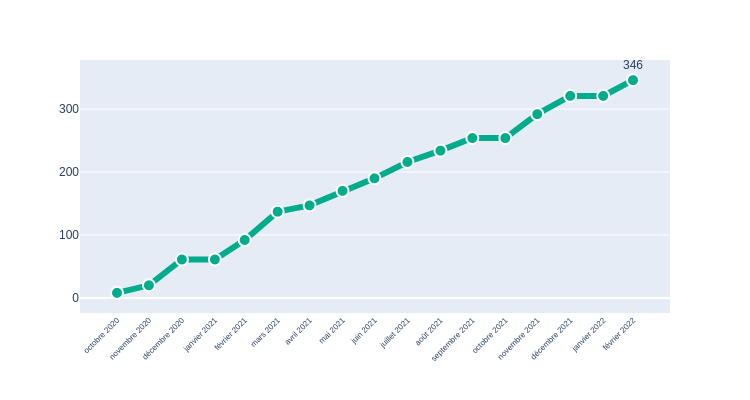 346
300
200
100
0
octobre 2020
novembre 2020
décembre 2020
janvier 2021
février 2021
mars 2021
avril 2021
mai 2021
juin 2021
juillet 2021
août 2021
septembre 2021
octobre 2021
novembre 2021
décembre 2021
janvier 2022
février 2022